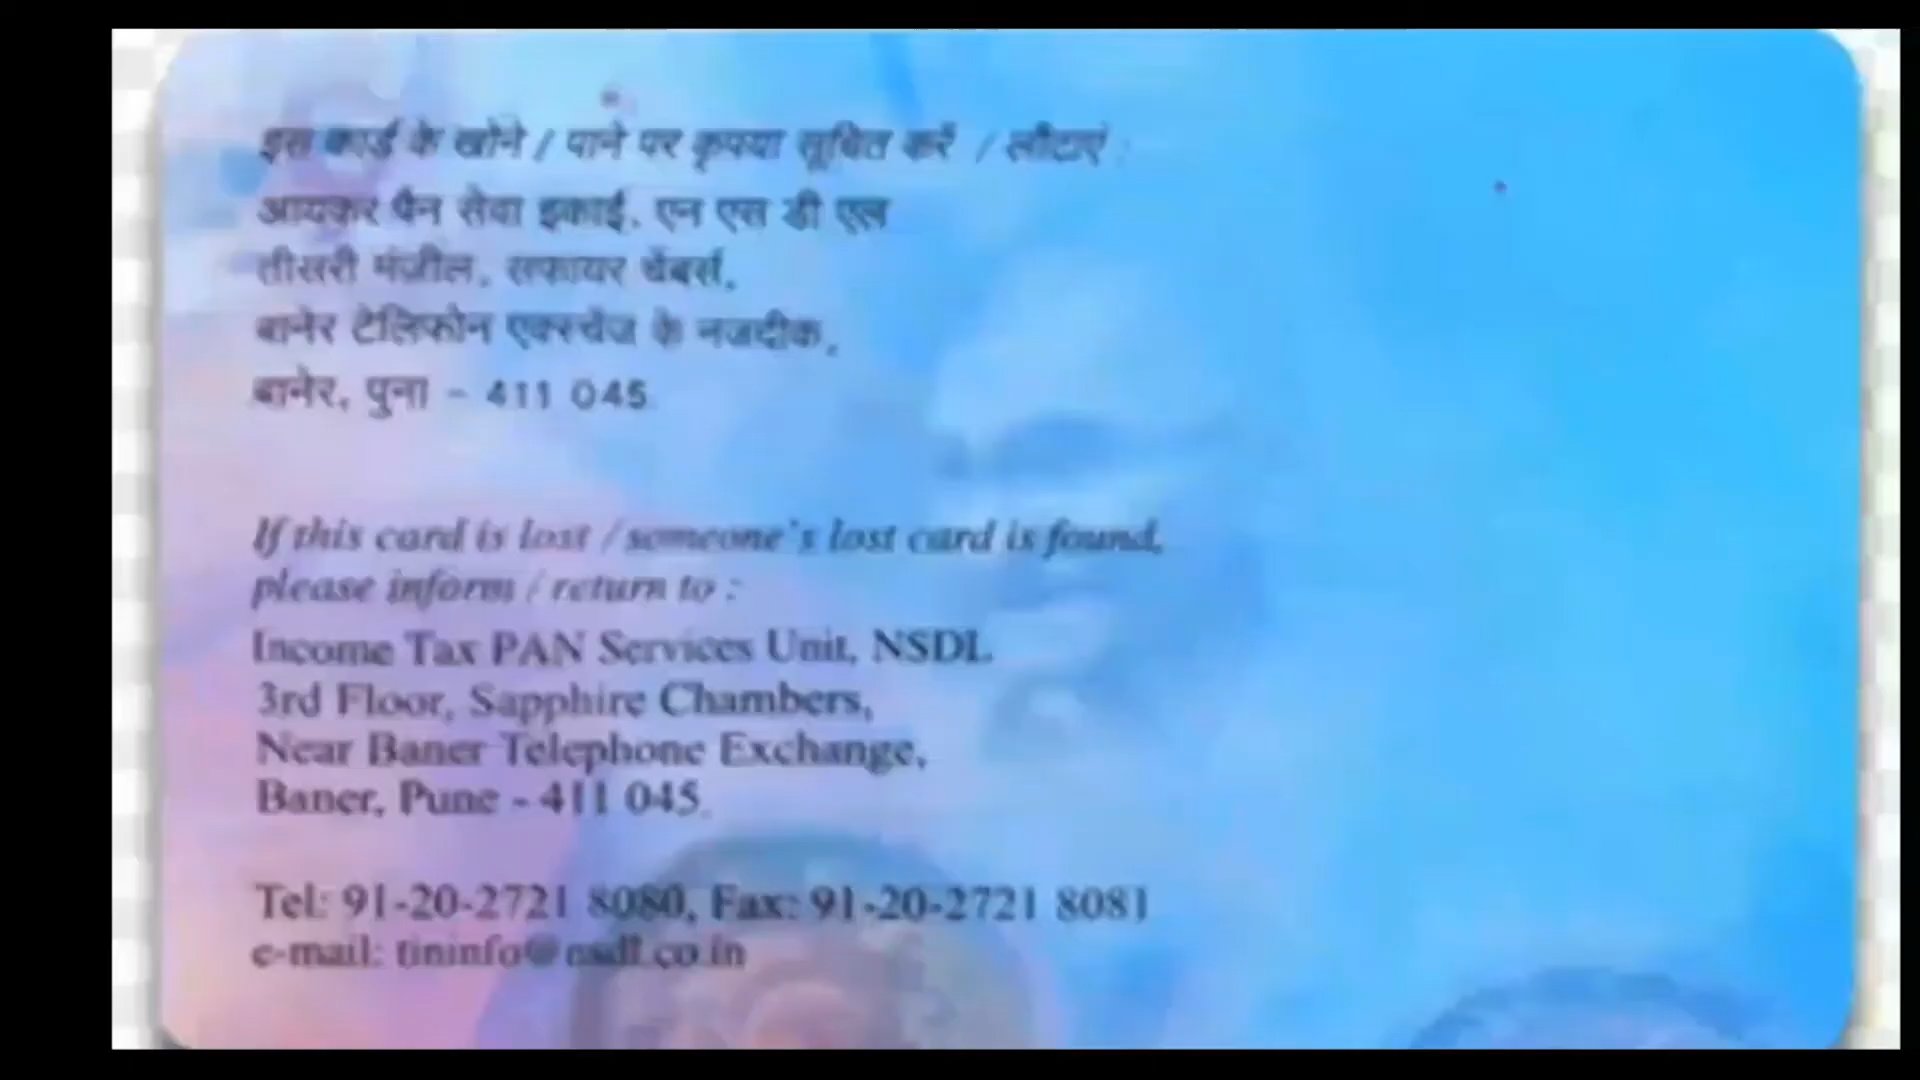 इस कार्ड के खोने / पाने पर कृपया सूचित करें / लौटाएं :
आयकर पैन सेवा इकाई, एन एस डी एल
तीसरी मंजील, सफायर चेंबर्स,
बानेर टेलिफोन एक्स्चेंज के नजदीक,
बानेर, पुना - 411 045
If this card is lost / someone's lost card is found,
please inform / return to :
Income Tax PAN Services Unit, NSDL
3rd Floor, Sapphire Chambers,
Near Baner Telephone Exchange,
Baner, Pune - 411 045.
Tel: 91-20-2721 8080, Fax: 91-20-2721 8081
e-mail: tininfo@nsdl.co.in